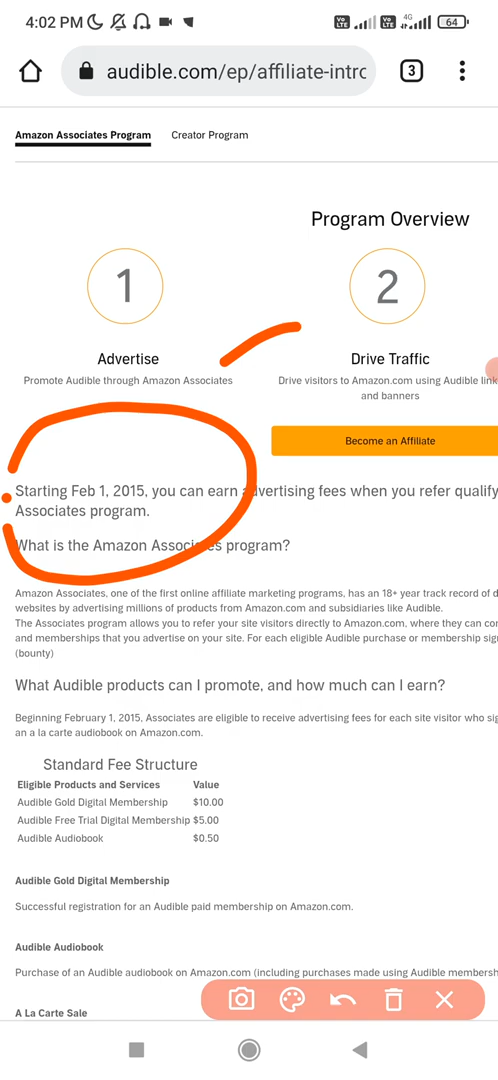 4:02 PM
Vo LTE
Vo LTE 4G
64
audible.com/ep/affiliate-intro
3
Amazon Associates Program Creator Program
Program Overview
1 2
Advertise Drive Traffic
Promote Audible through Amazon Associates Drive visitors to Amazon.com using Audible link
and banners
Become an Affiliate
Starting Feb 1, 2015, you can earn advertising fees when you refer qualify
Associates program.
What is the Amazon Associates program?
Amazon Associates, one of the first online affiliate marketing programs, has an 18+ year track record of d
websites by advertising millions of products from Amazon.com and subsidiaries like Audible.
The Associates program allows you to refer your site visitors directly to Amazon.com, where they can con
and memberships that you advertise on your site. For each eligible Audible purchase or membership sig
(bounty)
What Audible products can I promote, and how much can I earn?
Beginning February 1, 2015, Associates are eligible to receive advertising fees for each site visitor who sig
an a la carte audiobook on Amazon.com.
Standard Fee Structure
Eligible Products and Services Value
Audible Gold Digital Membership $10.00
Audible Free Trial Digital Membership $5.00
Audible Audiobook $0.50
Audible Gold Digital Membership
Successful registration for an Audible paid membership on Amazon.com.
Audible Audiobook
Purchase of an Audible audiobook on Amazon.com (including purchases made using Audible membersh
A La Carte Sale